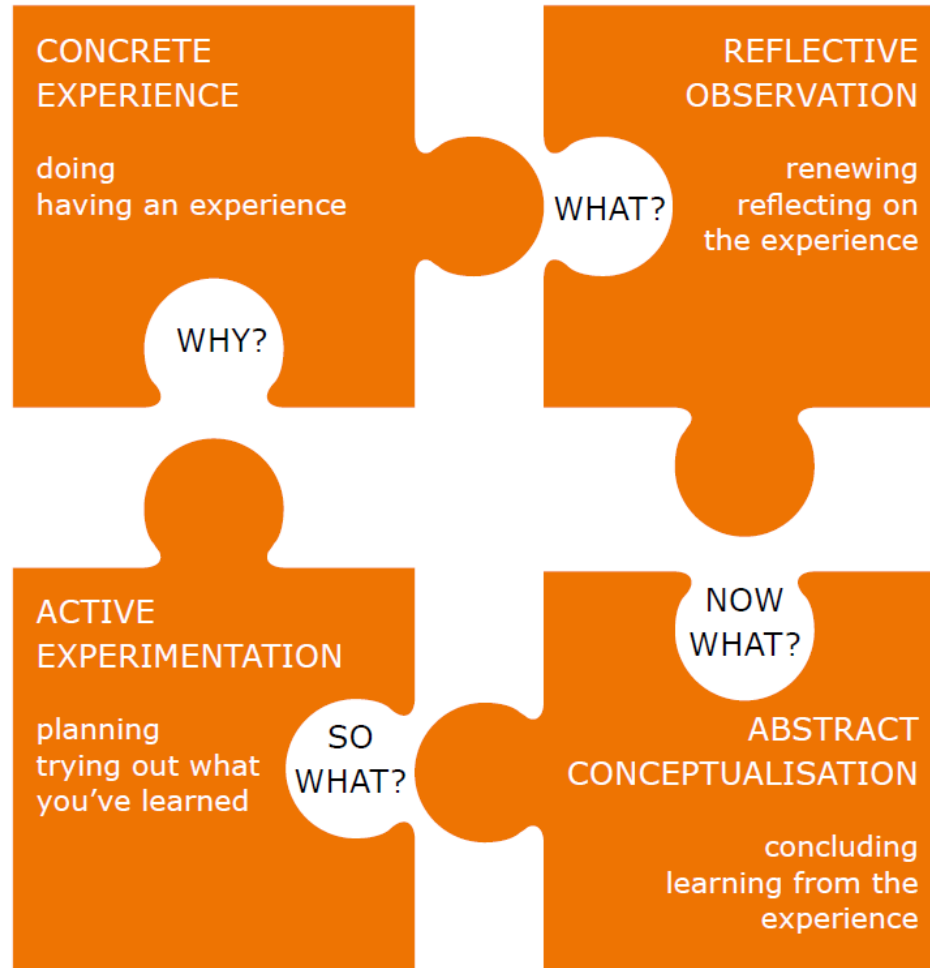 CONCRETE
EXPERIENCE
doing
having an experience
WHY?
REFLECTIVE
OBSERVATION
renewing
reflecting on
the experience
WHAT?
ACTIVE
EXPERIMENTATION
planning
trying out what
you've learned
SO
WHAT?
NOW
WHAT?
ABSTRACT
CONCEPTUALISATION
concluding
learning from the
experience